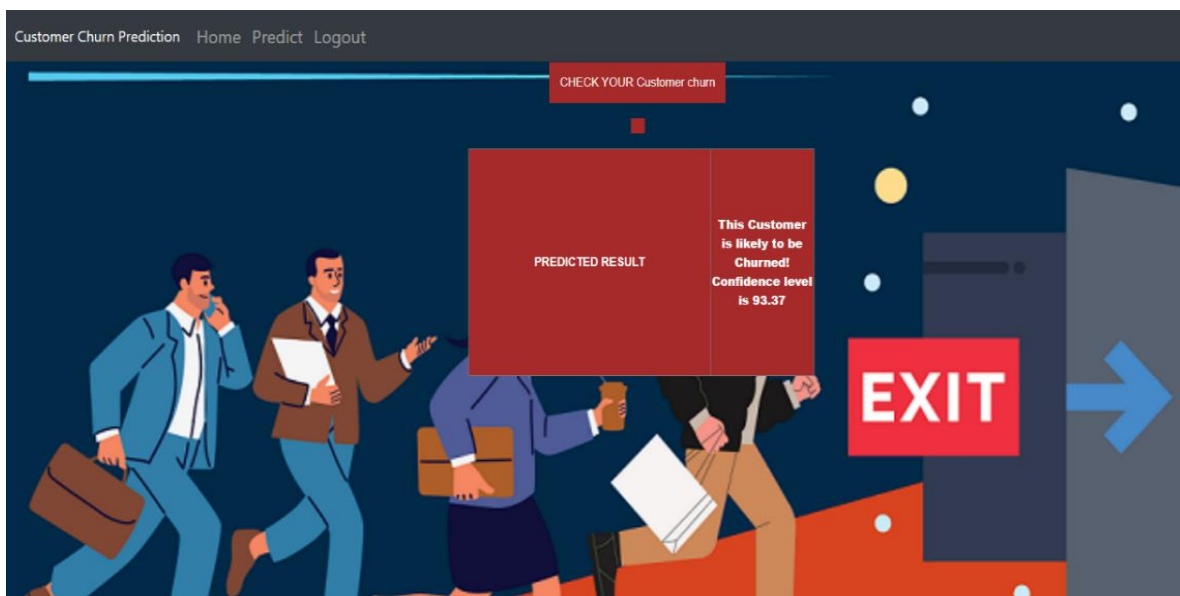 Customer Churn Prediction Home Predict Logout
CHECK YOUR Customer churn
PREDICTED RESULT
This Customer
is likely to be
Churned!
Confidence level
is 93.37
EXIT